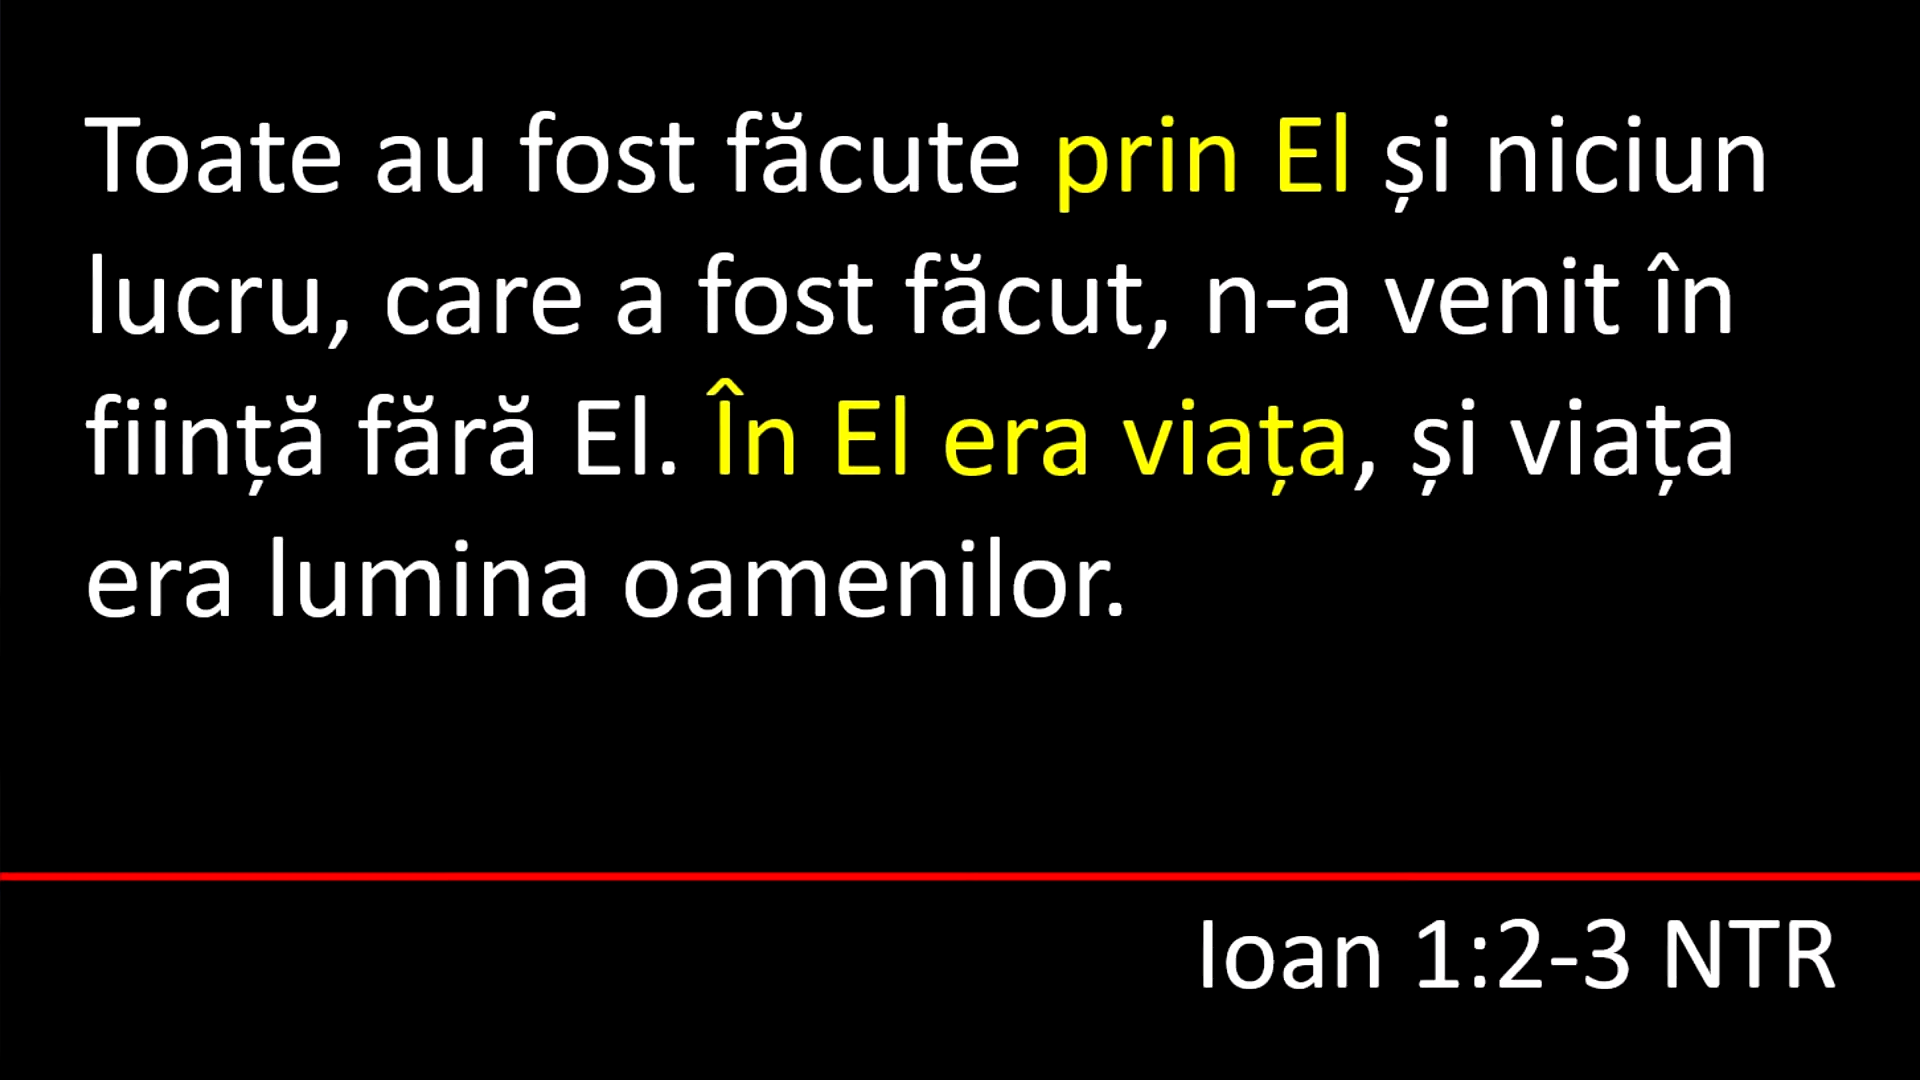 Toate au fost făcute prin El și niciun
lucru, care a fost făcut, n-a venit în
ființă fără El. În El era viața, și viața
era lumina oamenilor.
Ioan 1:2-3 NTR